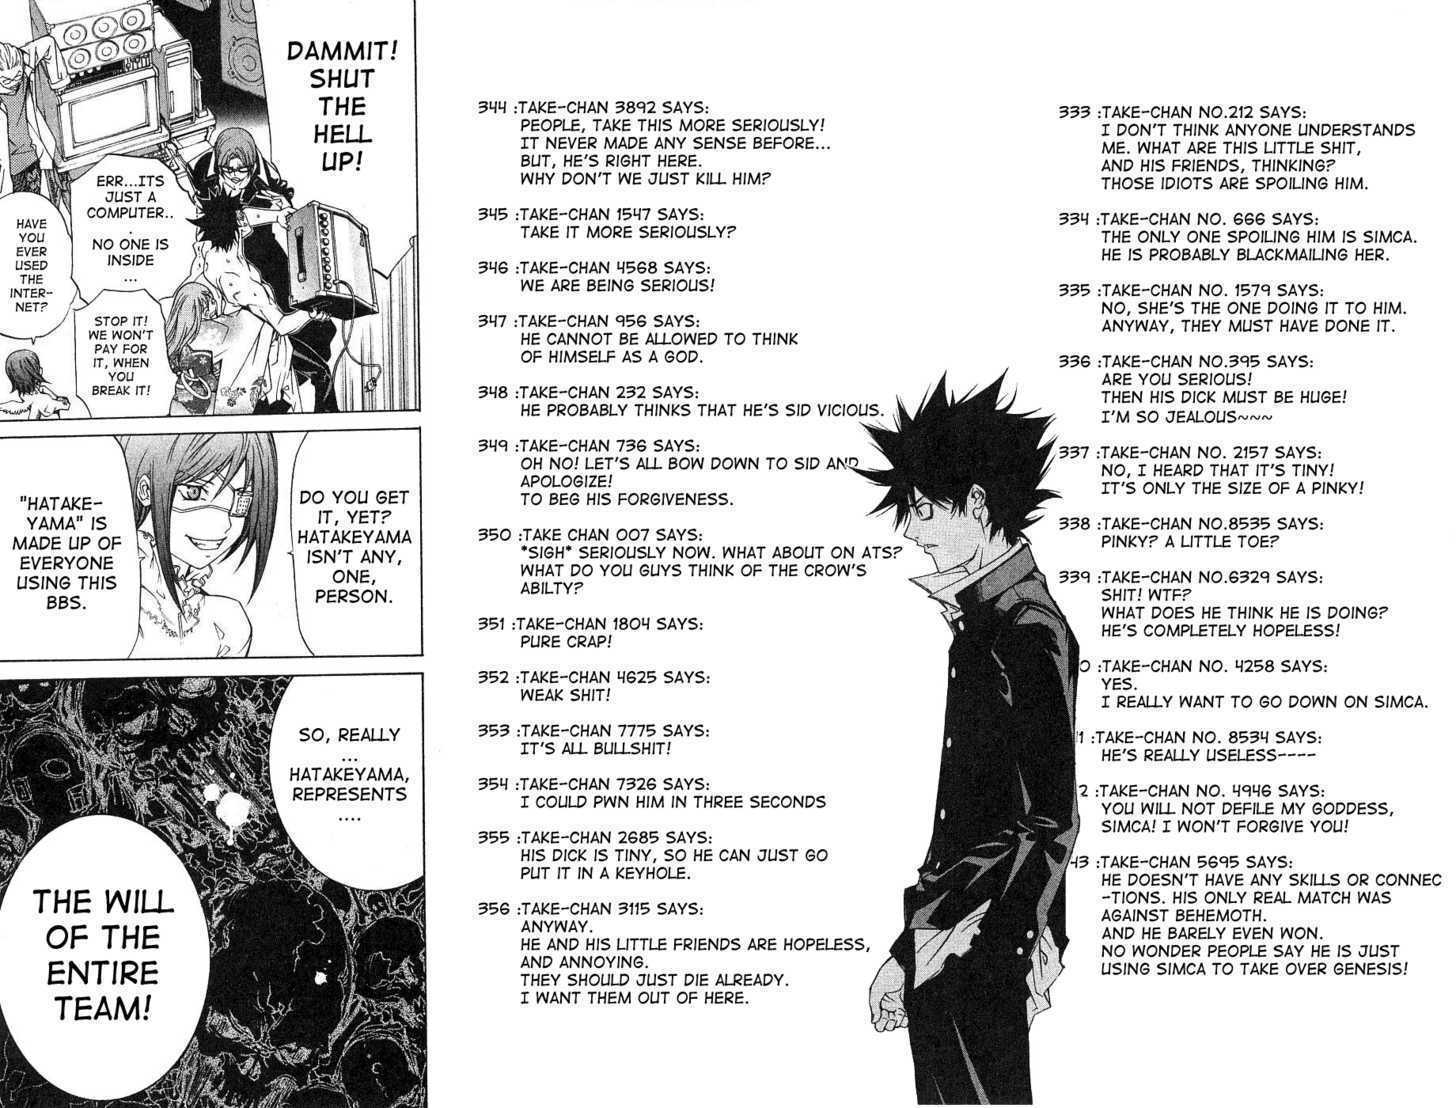 333 :TAKE-CHAN NO.212 SAYS:
I DON'T THINK ANYONE UNDERSTANDS
ME. WHAT ARE THIS LITTLE SHIT,
AND HIS FRIENDS, THINKING?
THOSE IDIOTS ARE SPOILING HIM.
334 :TAKE-CHAN NO. 666 SAYS:
THE ONLY ONE SPOILING HIM IS SIMCA.
HE IS PROBABLY BLACKMAILING HER.
335 :TAKE-CHAN NO. 1579 SAYS:
NO, SHE'S THE ONE DOING IT TO HIM.
ANYWAY, THEY MUST HAVE DONE IT.
336 :TAKE-CHAN NO.395 SAYS:
ARE YOU SERIOUS!
THEN HIS DICK MUST BE HUGE!
I'M SO JEALOUS~~~
337 :TAKE-CHAN NO. 2157 SAYS:
NO, I HEARD THAT IT'S TINY!
IT'S ONLY THE SIZE OF A PINKY!
338 :TAKE-CHAN NO.8535 SAYS:
PINKY? A LITTLE TOE?
339 :TAKE-CHAN NO.6329 SAYS:
SHIT! WTF?
WHAT DOES HE THINK HE IS DOING?
HE'S COMPLETELY HOPELESS!
0 :TAKE-CHAN NO. 4258 SAYS:
YES.
I REALLY WANT TO GO DOWN ON SIMCA.
1 :TAKE-CHAN NO. 8534 SAYS:
HE'S REALLY USELESS----
2 :TAKE-CHAN NO. 4946 SAYS:
YOU WILL NOT DEFILE MY GODDESS,
SIMCA! I WON'T FORGIVE YOU!
43 :TAKE-CHAN 5695 SAYS:
HE DOESN'T HAVE ANY SKILLS OR CONNEC
-TIONS. HIS ONLY REAL MATCH WAS
AGAINST BEHEMOTH.
AND HE BARELY EVEN WON.
NO WONDER PEOPLE SAY HE IS JUST
USING SIMCA TO TAKE OVER GENESIS!
344 :TAKE-CHAN 3892 SAYS:
PEOPLE, TAKE THIS MORE SERIOUSLY!
IT NEVER MADE ANY SENSE BEFORE...
BUT, HE'S RIGHT HERE.
WHY DON'T WE JUST KILL HIM?
345 :TAKE-CHAN 1547 SAYS:
TAKE IT MORE SERIOUSLY?
346 :TAKE-CHAN 4568 SAYS:
WE ARE BEING SERIOUS!
347 :TAKE-CHAN 956 SAYS:
HE CANNOT BE ALLOWED TO THINK
OF HIMSELF AS A GOD.
348 :TAKE-CHAN 232 SAYS:
HE PROBABLY THINKS THAT HE'S SID VICIOUS.
349 :TAKE-CHAN 736 SAYS:
OH NO! LET'S ALL BOW DOWN TO SID AND
APOLOGIZE!
TO BEG HIS FORGIVENESS.
350 :TAKE CHAN 007 SAYS:
*SIGH* SERIOUSLY NOW. WHAT ABOUT ON ATS?
WHAT DO YOU GUYS THINK OF THE CROW'S
ABILTY?
351 :TAKE-CHAN 1804 SAYS:
PURE CRAP!
352 :TAKE-CHAN 4625 SAYS:
WEAK SHIT!
353 :TAKE-CHAN 7775 SAYS:
IT'S ALL BULLSHIT!
354 :TAKE-CHAN 7326 SAYS:
I COULD PWN HIM IN THREE SECONDS
355 :TAKE-CHAN 2685 SAYS:
HIS DICK IS TINY, SO HE CAN JUST GO
PUT IT IN A KEYHOLE.
356 :TAKE-CHAN 3115 SAYS:
ANYWAY.
HE AND HIS LITTLE FRIENDS ARE HOPELESS,
AND ANNOYING.
THEY SHOULD JUST DIE ALREADY.
I WANT THEM OUT OF HERE.
DAMMIT!
SHUT
THE
HELL
UP!
ERR...ITS
JUST A
COMPUTER..
.
NO ONE IS
INSIDE
...
STOP IT!
WE WON'T
PAY FOR
IT, WHEN
YOU
BREAK IT!
HAVE
YOU
EVER
USED
THE
INTER-
NET?
DO YOU GET
IT, YET?
HATAKEYAMA
ISN'T ANY,
ONE,
PERSON.
"HATAKE-
YAMA" IS
MADE UP OF
EVERYONE
USING THIS
BBS.
SO, REALLY
...
HATAKEYAMA,
REPRESENTS
....
THE WILL
OF THE
ENTIRE
TEAM!